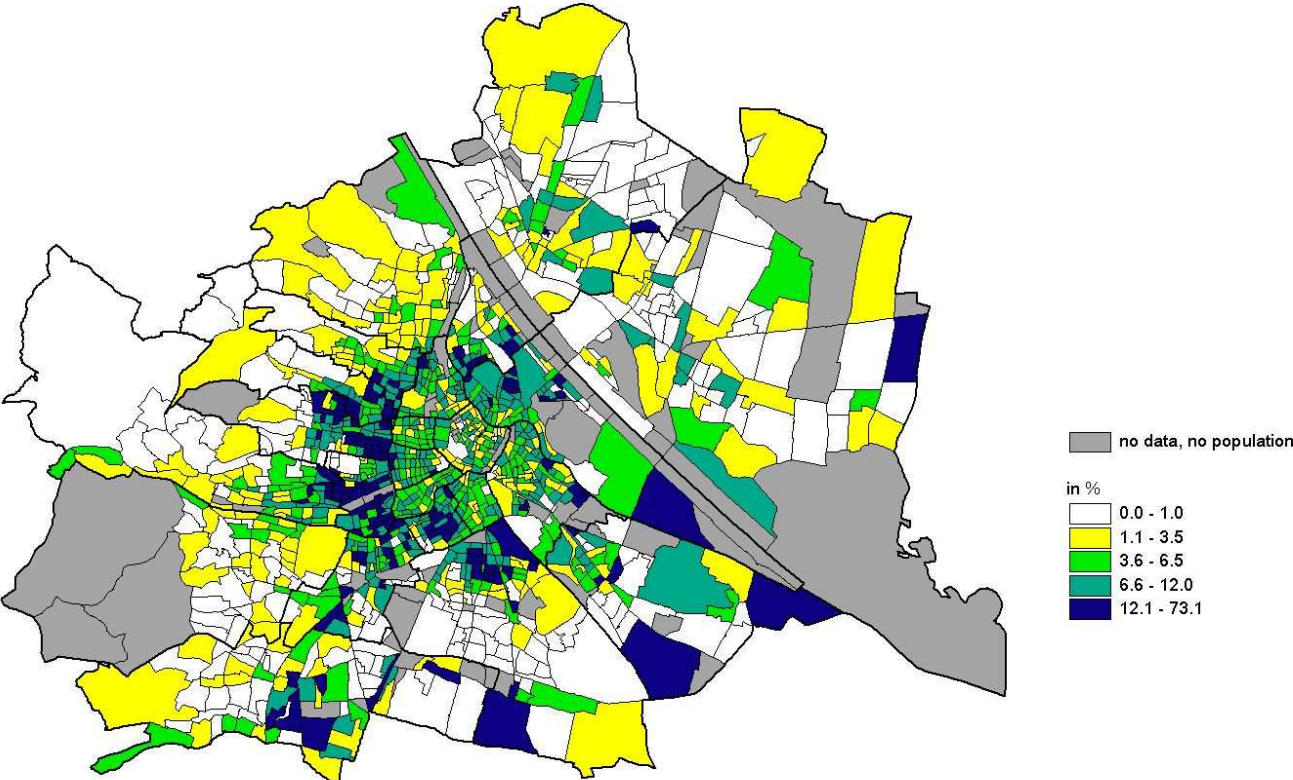 no data, no population
in %
0.0 - 1.0
1.1 - 3.5
3.6 - 6.5
6.6 - 12.0
12.1 - 73.1